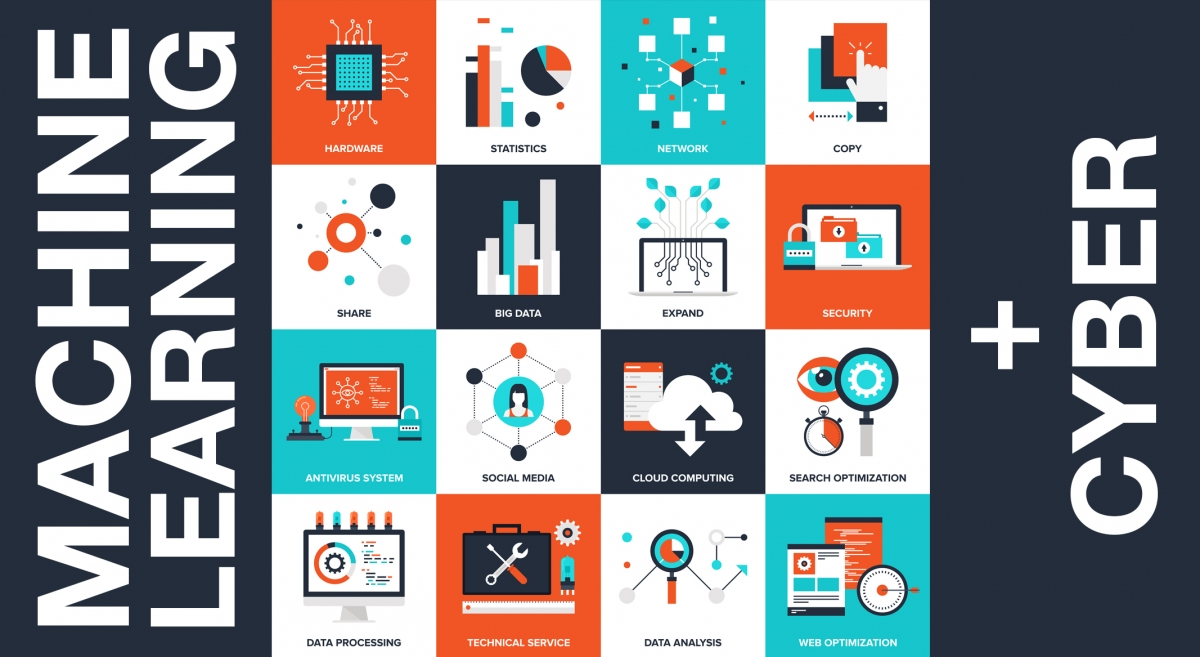 MACHINE
LEARNING
HARDWARE
STATISTICS
NETWORK
COPY
SHARE
BIG DATA
EXPAND
SECURITY
ANTIVIRUS SYSTEM
SOCIAL MEDIA
CLOUD COMPUTING
SEARCH OPTIMIZATION
DATA PROCESSING
TECHNICAL SERVICE
DATA ANALYSIS
WEB OPTIMIZATION
+
CYBER